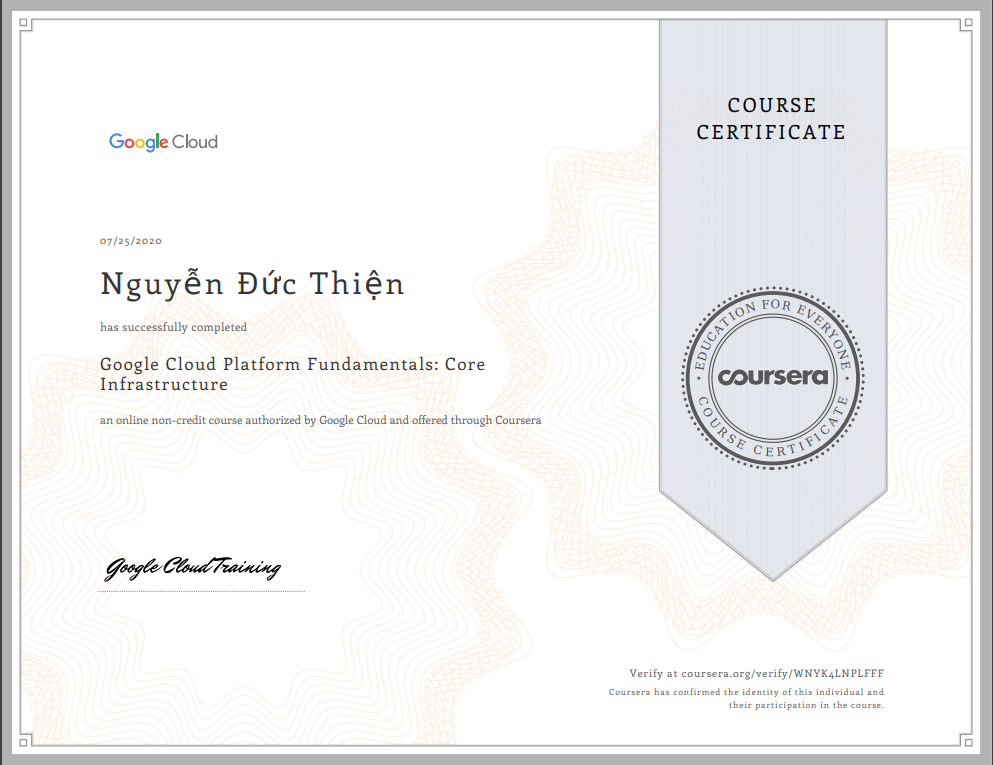 COURSE
CERTIFICATE
Google Cloud
07/25/2020
Nguyễn Đức Thiện
has successfully completed
Google Cloud Platform Fundamentals: Core
Infrastructure
an online non-credit course authorized by Google Cloud and offered through Coursera
EDUCATION FOR EVERYONE
coursera
COURSE CERTIFICATE
Google Cloud Training
Verify at coursera.org/verify/WNYK4LNPLFFF
Coursera has confirmed the identity of this individual and
their participation in the course.